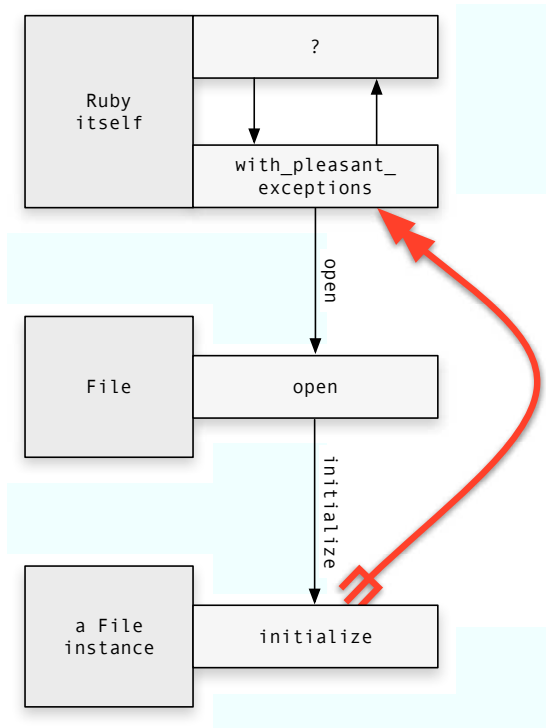 ?
Ruby
itself
with_pleasant_
exceptions
open
File
open
initialize
a File
instance
initialize